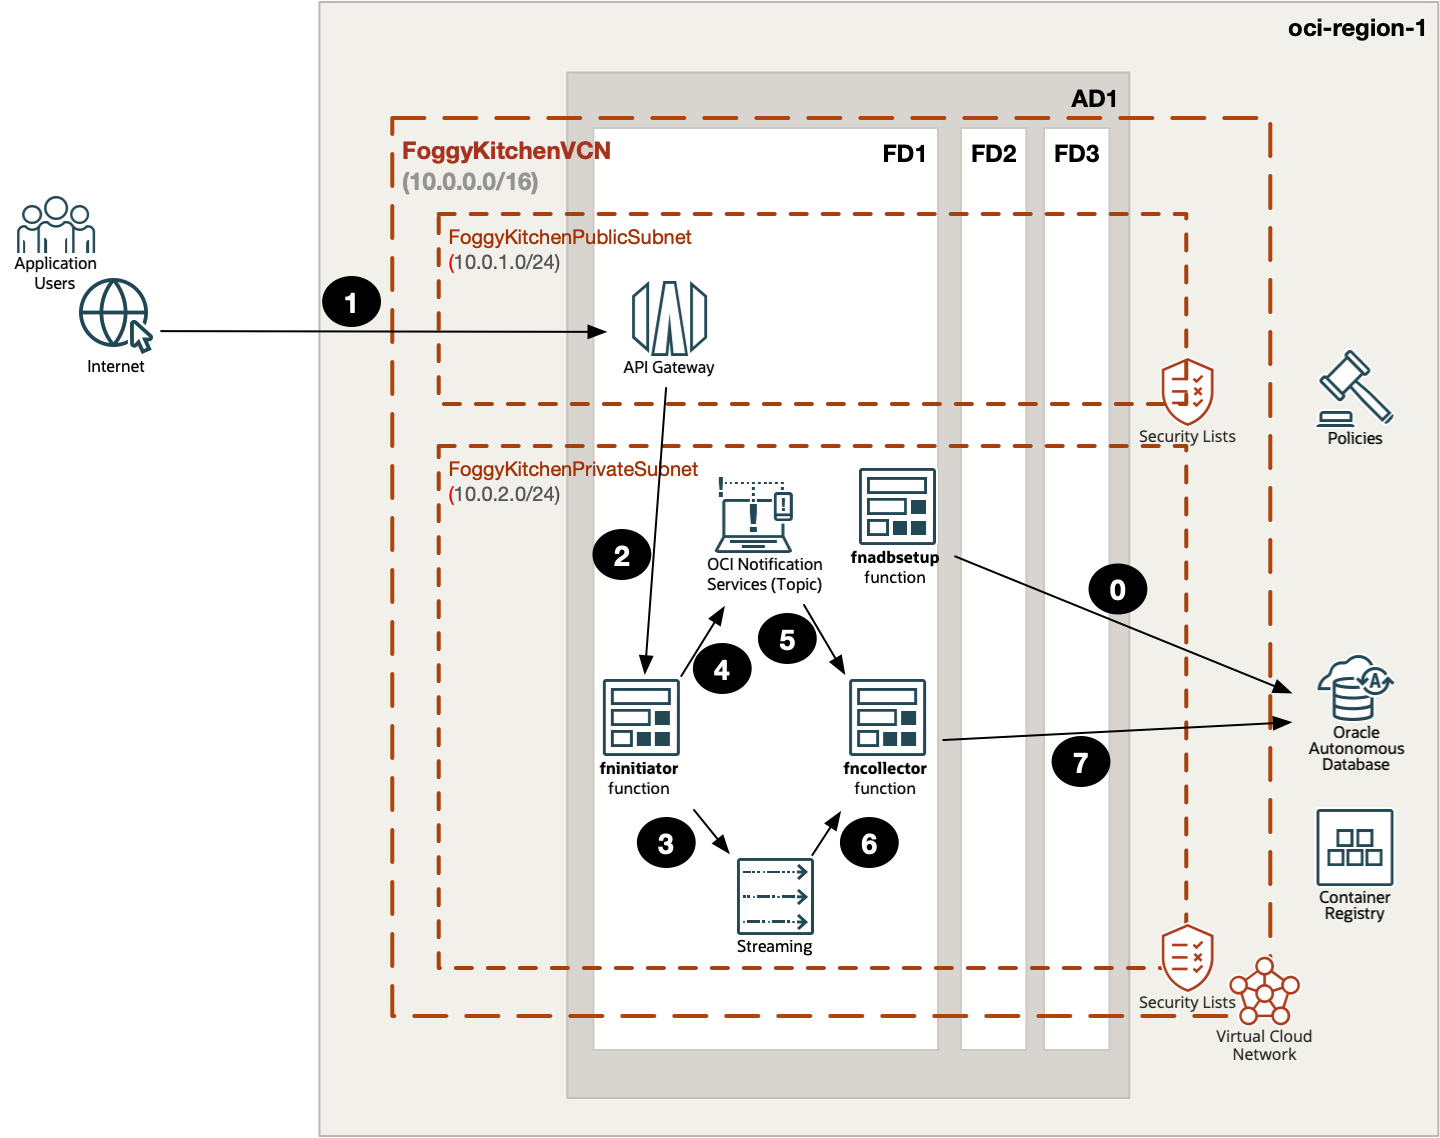 oci-region-1
AD1
FoggyKitchenVCN
(10.0.0.0/16)
FD1
FD2
FD3
FoggyKitchenPublicSubnet
(10.0.1.0/24)
Application
Users
Internet
1
API Gateway
Security Lists
Policies
FoggyKitchenPrivateSubnet
(10.0.2.0/24)
2
OCI Notification
Services (Topic)
fnadbsetup
function
0
4
5
fninitiator
function
fncollector
function
7
Oracle
Autonomous
Database
3
6
Streaming
Container
Registry
Security Lists
Virtual Cloud
Network